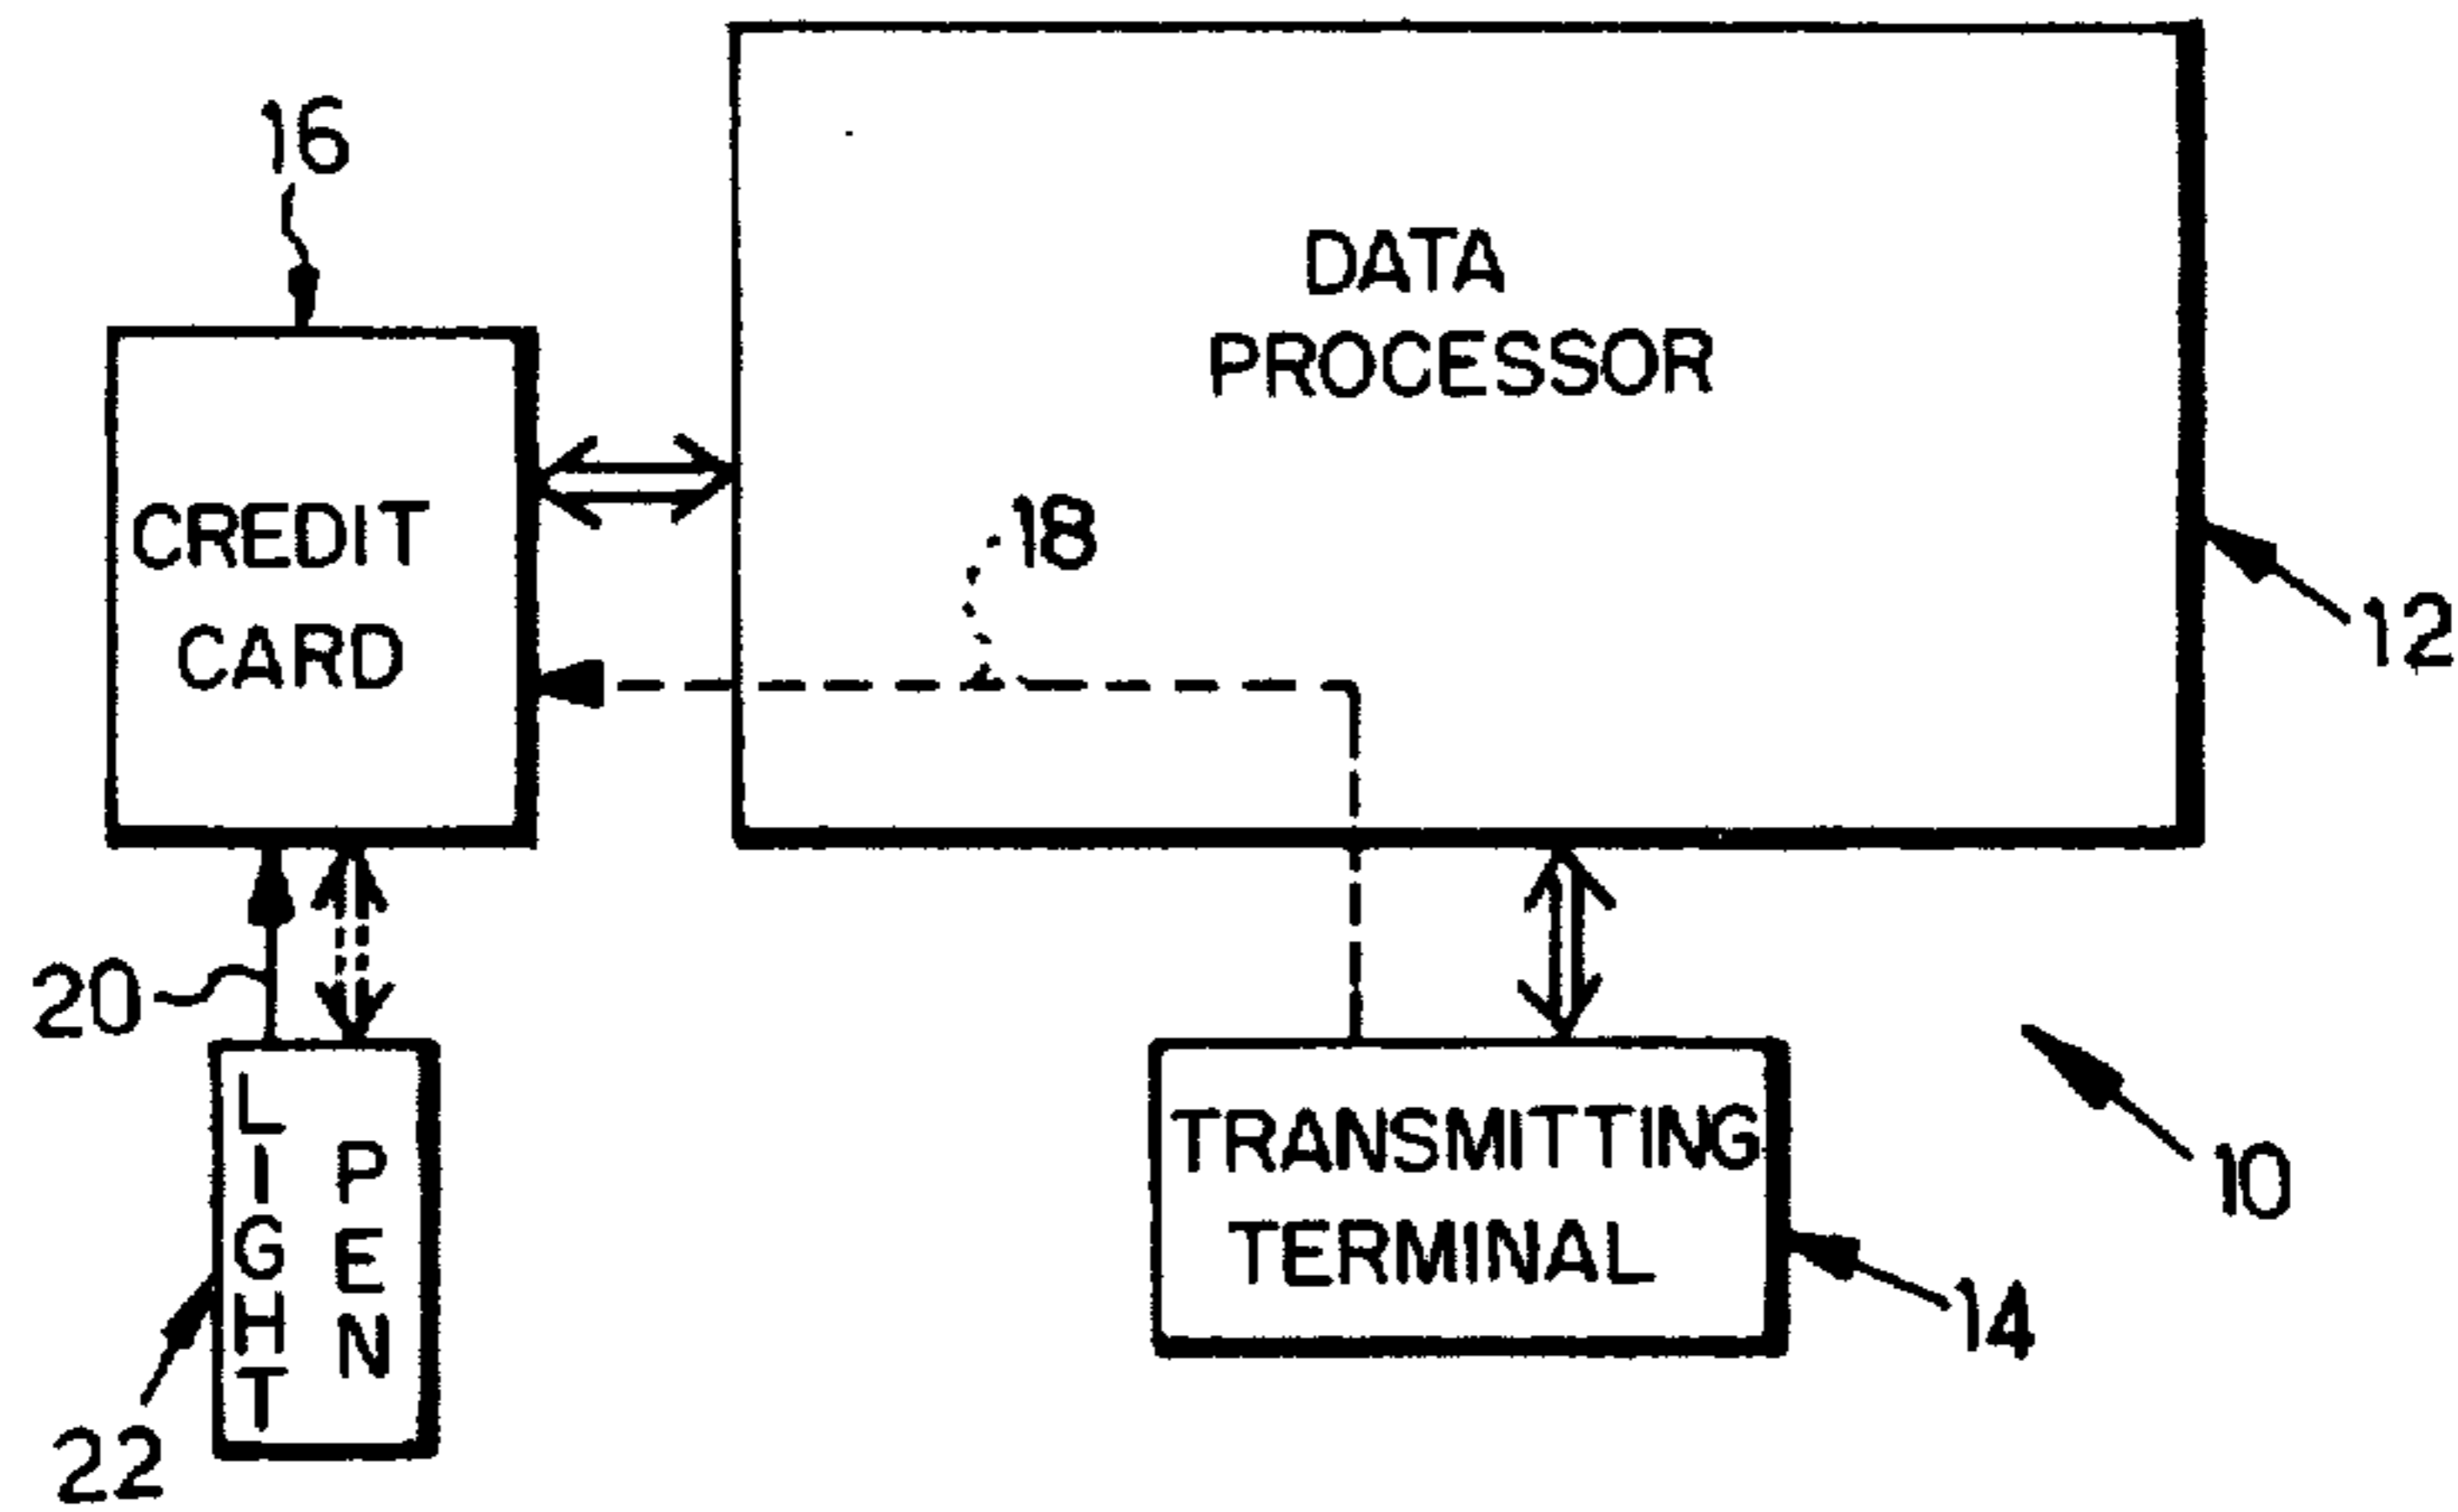 16
DATA
PROCESSOR
CREDIT
CARD
18
12
20
LIGHT
PEN
TRANSMITTING
TERMINAL
10
14
22